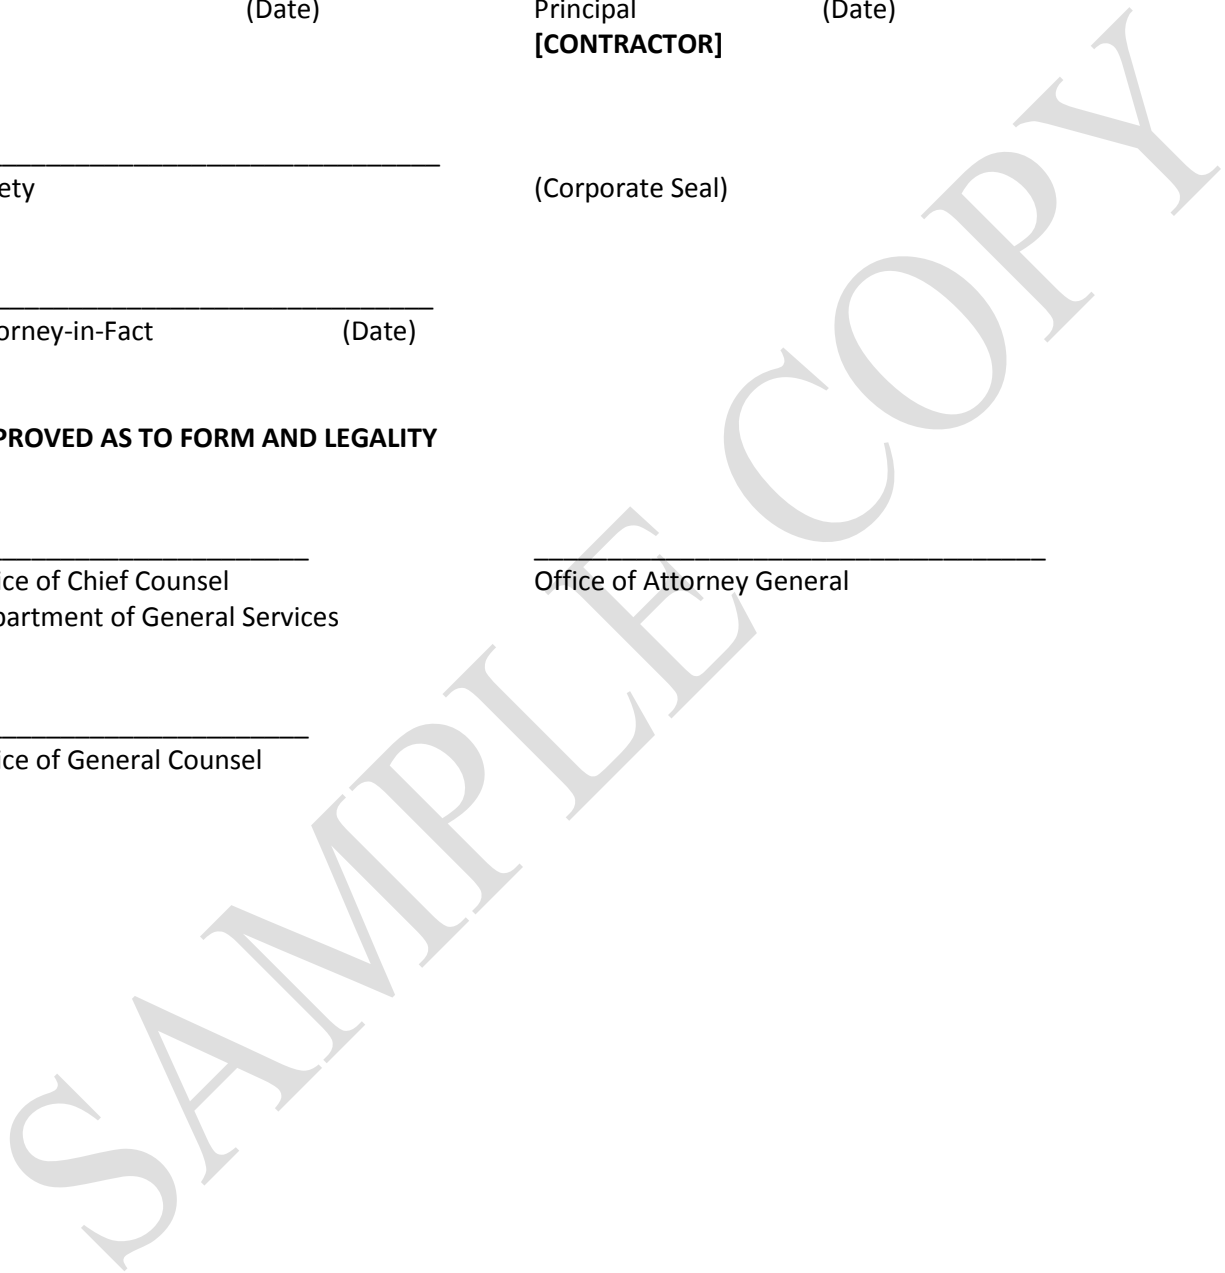 (Date) Principal (Date)
[CONTRACTOR]
ety (Corporate Seal)
orney-in-Fact (Date)
PROVED AS TO FORM AND LEGALITY
ice of Chief Counsel Office of Attorney General
partment of General Services
ice of General Counsel
SAMPLE COPY